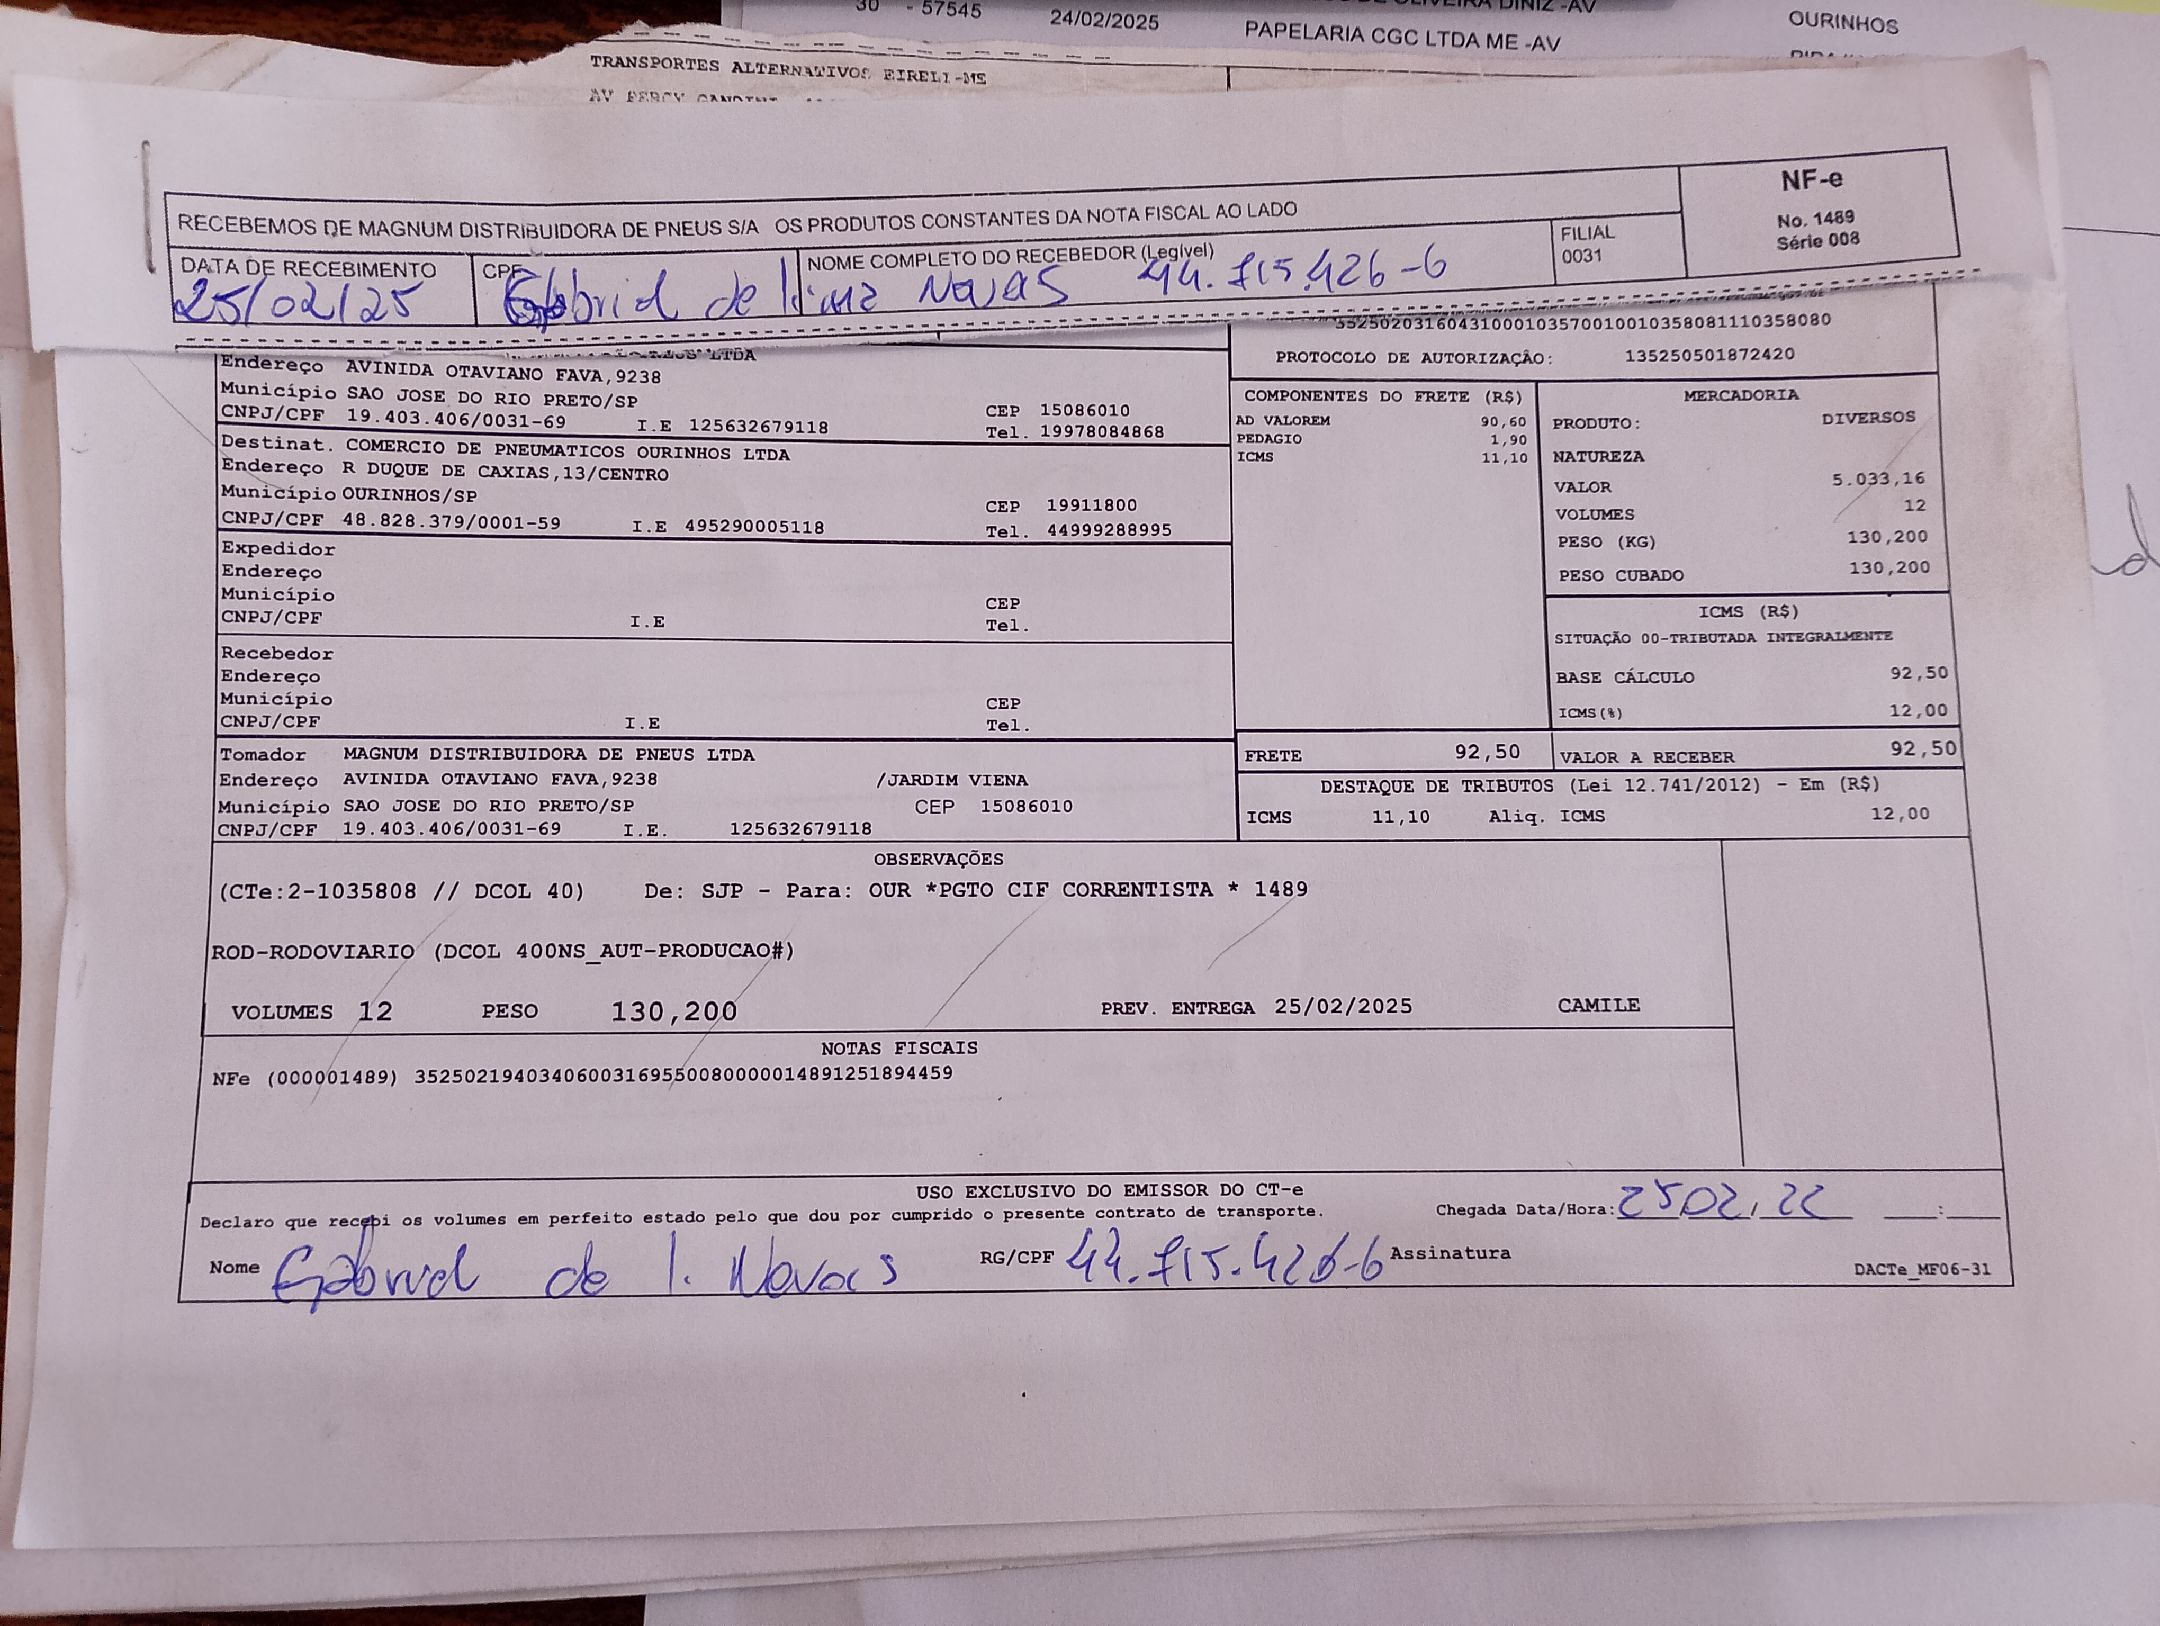 30 - 57545 24/02/2025 PAPELARIA CGC LTDA ME -AV OURINHOS
TRANSPORTES ALTERNATIVOS EIRELI-ME
RECEBEMOS DE MAGNUM DISTRIBUIDORA DE PNEUS S/A OS PRODUTOS CONSTANTES DA NOTA FISCAL AO LADO
NF-e
No. 1489
Série 008
DATA DE RECEBIMENTO CPF NOME COMPLETO DO RECEBEDOR (Legível) FILIAL
0031
25/02/25 Gabriel de lima Novas 44.715.426-6
35250203160431000103570010010358081110358080
PROTOCOLO DE AUTORIZAÇÃO: 135250501872420
Endereço AVINIDA OTAVIANO FAVA,9238
Município SAO JOSE DO RIO PRETO/SP CEP 15086010
CNPJ/CPF 19.403.406/0031-69 I.E 125632679118 Tel. 19978084868
Destinat. COMERCIO DE PNEUMATICOS OURINHOS LTDA
Endereço R DUQUE DE CAXIAS,13/CENTRO
Município OURINHOS/SP CEP 19911800
CNPJ/CPF 48.828.379/0001-59 I.E 495290005118 Tel. 44999288995
Expedidor
Endereço
Município CEP
CNPJ/CPF I.E Tel.
Recebedor
Endereço
Município CEP
CNPJ/CPF I.E Tel.
Tomador MAGNUM DISTRIBUIDORA DE PNEUS LTDA
Endereço AVINIDA OTAVIANO FAVA,9238 /JARDIM VIENA
Município SAO JOSE DO RIO PRETO/SP CEP 15086010
CNPJ/CPF 19.403.406/0031-69 I.E. 125632679118
COMPONENTES DO FRETE (R$)
AD VALOREM 90,60
PEDAGIO 1,90
ICMS 11,10
MERCADORIA
PRODUTO: DIVERSOS
NATUREZA
VALOR 5.033,16
VOLUMES 12
PESO (KG) 130,200
PESO CUBADO 130,200
ICMS (R$)
SITUAÇÃO 00-TRIBUTADA INTEGRALMENTE
BASE CÁLCULO 92,50
ICMS(%) 12,00
FRETE 92,50 VALOR A RECEBER 92,50
DESTAQUE DE TRIBUTOS (Lei 12.741/2012) - Em (R$)
ICMS 11,10 Aliq. ICMS 12,00
OBSERVAÇÕES
(CTe:2-1035808 // DCOL 40) De: SJP - Para: OUR *PGTO CIF CORRENTISTA * 1489
ROD-RODOVIARIO (DCOL 400NS_AUT-PRODUCAO#)
VOLUMES 12 PESO 130,200 PREV. ENTREGA 25/02/2025 CAMILE
NOTAS FISCAIS
NFe (000001489) 35250219403406003169550080000014891251894459
USO EXCLUSIVO DO EMISSOR DO CT-e
Declaro que recebi os volumes em perfeito estado pelo que dou por cumprido o presente contrato de transporte. Chegada Data/Hora: 25,02, 22 __:__
Nome Gabriel de l. Novas RG/CPF 44.715.426-6 Assinatura
DACTe_MF06-31